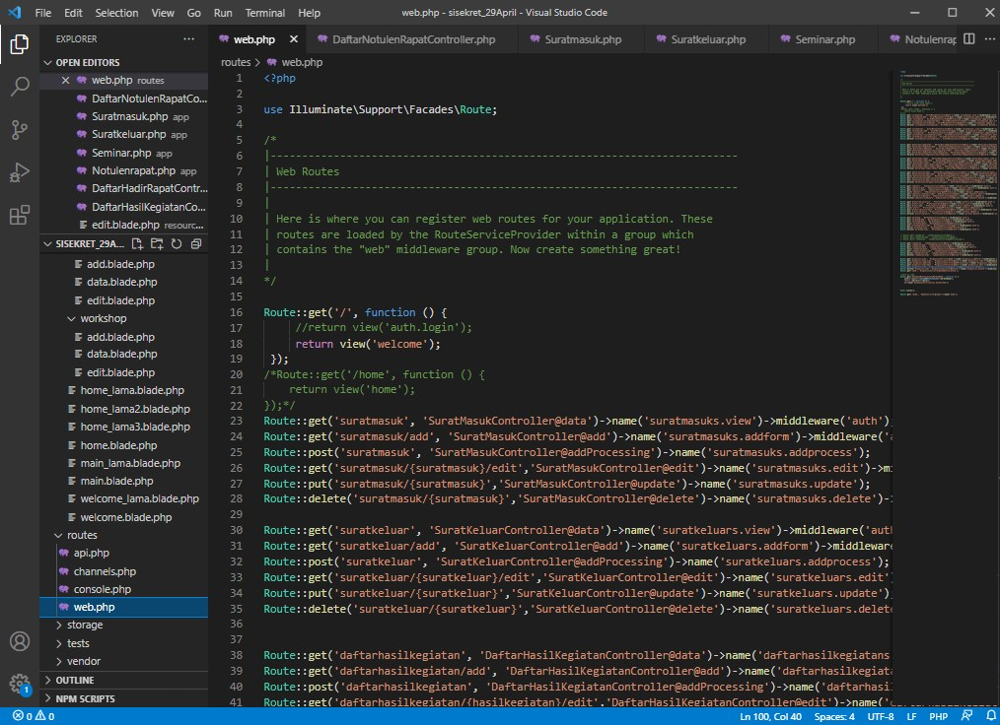 File Edit Selection View Go Run Terminal Help web.php - sisekret_29April - Visual Studio Code
EXPLORER
OPEN EDITORS
web.php routes
DaftarNotulenRapatCo...
Suratmasuk.php app
Suratkeluar.php app
Seminar.php app
Notulenrapat.php app
DaftarHadirRapatContr...
DaftarHasilKegiatanCo...
edit.blade.php resourc...
SISEKRET_29A...
add.blade.php
data.blade.php
edit.blade.php
workshop
add.blade.php
data.blade.php
edit.blade.php
home_lama.blade.php
home_lama2.blade.php
home_lama3.blade.php
home.blade.php
main_lama.blade.php
main.blade.php
welcome_lama.blade.php
welcome.blade.php
routes
api.php
channels.php
console.php
web.php
storage
tests
vendor
OUTLINE
NPM SCRIPTS
web.php DaftarNotulenRapatController.php Suratmasuk.php Suratkeluar.php Seminar.php Notulenrap
routes > web.php
1 <?php
2
3 use Illuminate\Support\Facades\Route;
4
5 /*
6 |--------------------------------------------------------------------------
7 | Web Routes
8 |--------------------------------------------------------------------------
9 |
10 | Here is where you can register web routes for your application. These
11 | routes are loaded by the RouteServiceProvider within a group which
12 | contains the "web" middleware group. Now create something great!
13 |
14 */
15
16 Route::get('/', function () {
17 //return view('auth.login');
18 return view('welcome');
19 });
20 /*Route::get('/home', function () {
21 return view('home');
22 });*/
23 Route::get('suratmasuk', 'SuratMasukController@data')->name('suratmasuks.view')->middleware('auth')
24 Route::get('suratmasuk/add', 'SuratMasukController@add')->name('suratmasuks.addform')->middleware('a
25 Route::post('suratmasuk', 'SuratMasukController@addProcessing')->name('suratmasuks.addprocess');
26 Route::get('suratmasuk/{suratmasuk}/edit','SuratMasukController@edit')->name('suratmasuks.edit')->mi
27 Route::put('suratmasuk/{suratmasuk}','SuratMasukController@update')->name('suratmasuks.update');
28 Route::delete('suratmasuk/{suratmasuk}','SuratMasukController@delete')->name('suratmasuks.delete')->
29
30 Route::get('suratkeluar', 'SuratKeluarController@data')->name('suratkeluars.view')->middleware('aut
31 Route::get('suratkeluar/add', 'SuratKeluarController@add')->name('suratkeluars.addform')->middleware
32 Route::post('suratkeluar', 'SuratKeluarController@addProcessing')->name('suratkeluars.addprocess');
33 Route::get('suratkeluar/{suratkeluar}/edit','SuratKeluarController@edit')->name('suratkeluars.edit'
34 Route::put('suratkeluar/{suratkeluar}','SuratKeluarController@update')->name('suratkeluars.update')
35 Route::delete('suratkeluar/{suratkeluar}','SuratKeluarController@delete')->name('suratkeluars.delet
36
37
38 Route::get('daftarhasilkegiatan', 'DaftarHasilKegiatanController@data')->name('daftarhasilkegiatans
39 Route::get('daftarhasilkegiatan/add', 'DaftarHasilKegiatanController@add')->name('daftarhasilkegiata
40 Route::post('daftarhasilkegiatan', 'DaftarHasilKegiatanController@addProcessing')->name('daftarhasil
41 Route::get('daftarhasilkegiatan/{hasilkegiatan}/edit','DaftarHasilKegiatanController@edit')->name('
1
0 0 Ln 100, Col 40 Spaces: 4 UTF-8 LF PHP